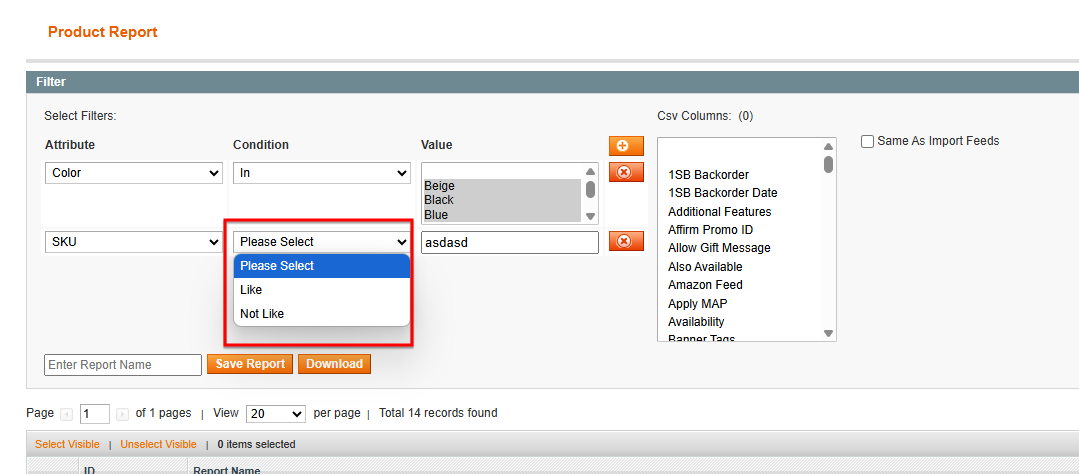 Product Report
Filter
Select Filters:
Attribute Condition Value
Color In
Beige
Black
Blue
SKU Please Select asdasd
Please Select
Like
Not Like
Csv Columns: (0)
1SB Backorder
1SB Backorder Date
Additional Features
Affirm Promo ID
Allow Gift Message
Also Available
Amazon Feed
Apply MAP
Availability
Banner Tags
Same As Import Feeds
Enter Report Name Save Report Download
Page 1 of 1 pages | View 20 per page | Total 14 records found
Select Visible | Unselect Visible | 0 items selected
ID Report Name